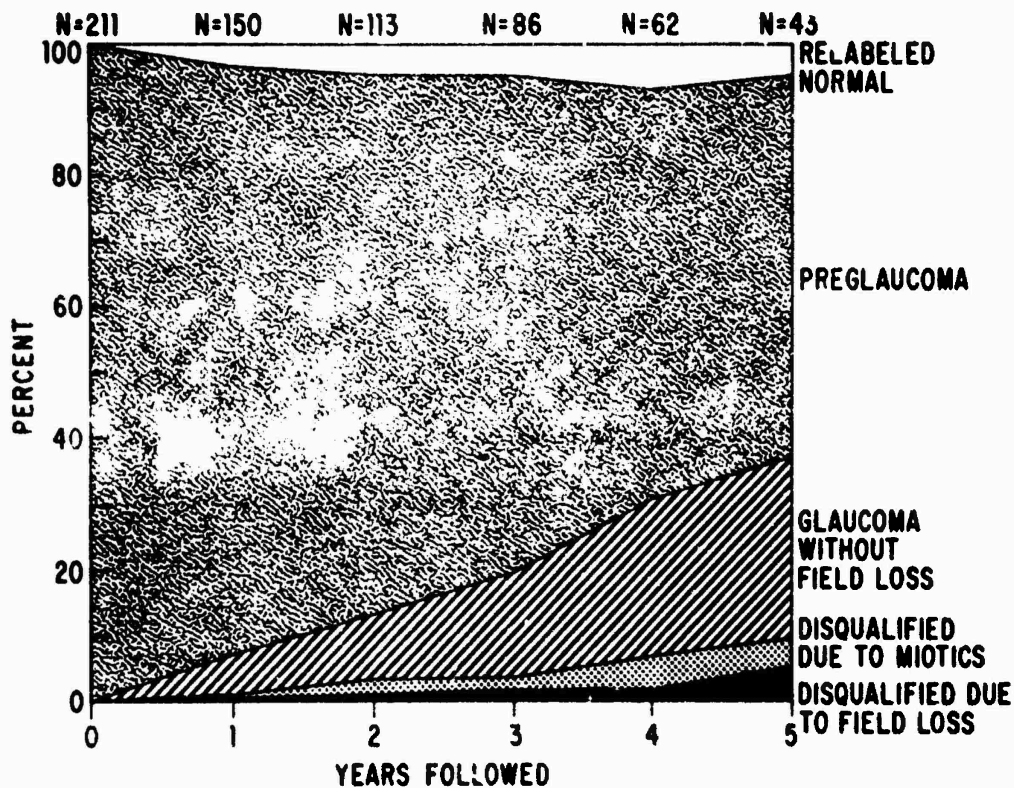 N=211 N=150 N=113 N=86 N=62 N=43
100
RELABELED
NORMAL
80
PREGLAUCOMA
60
PERCENT
40
GLAUCOMA
WITHOUT
FIELD LOSS
20
DISQUALIFIED
DUE TO MIOTICS
DISQUALIFIED DUE
TO FIELD LOSS
0
0 1 2 3 4 5
YEARS FOLLOWED